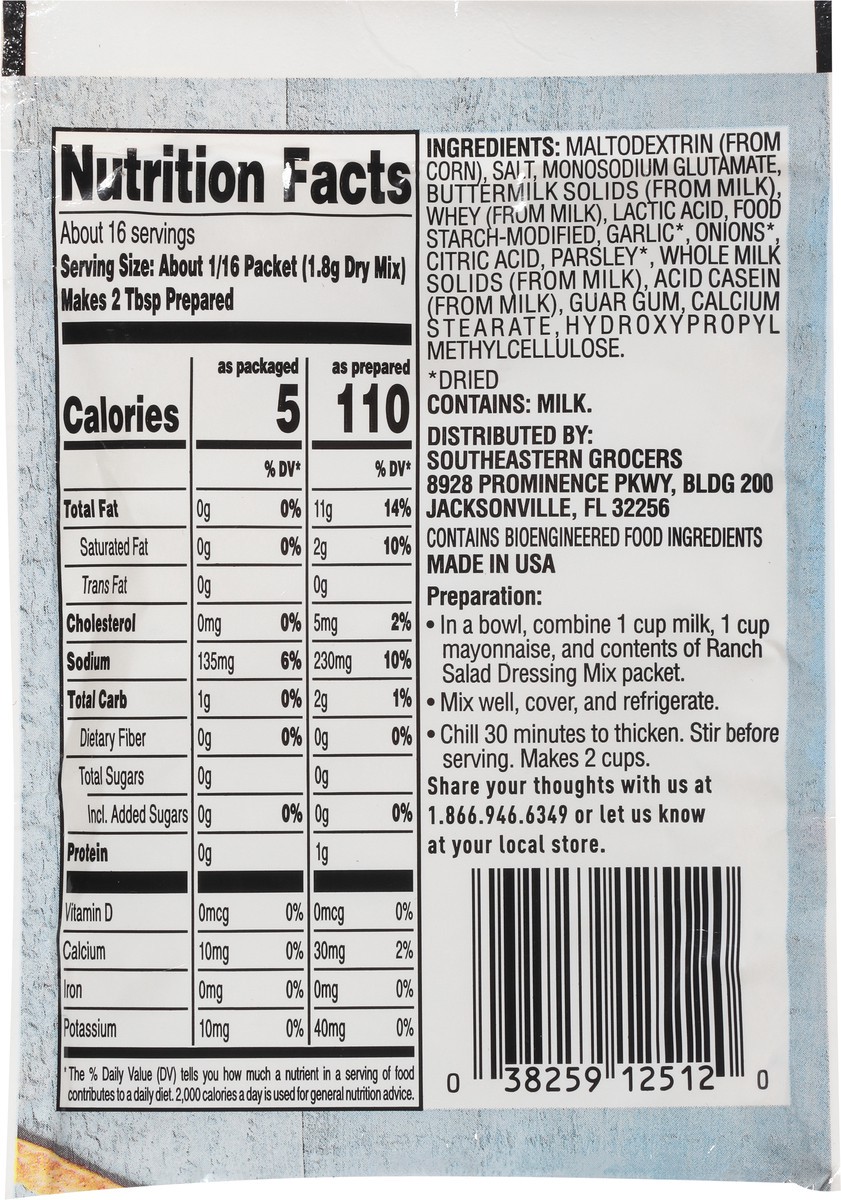 Nutrition Facts
About 16 servings
Serving Size: About 1/16 Packet (1.8g Dry Mix)
Makes 2 Tbsp Prepared
as packaged as prepared
Calories 5 110
% DV* % DV*
Total Fat 0g 0% 11g 14%
Saturated Fat 0g 0% 2g 10%
Trans Fat 0g 0g
Cholesterol 0mg 0% 5mg 2%
Sodium 135mg 6% 230mg 10%
Total Carb 1g 0% 2g 1%
Dietary Fiber 0g 0% 0g 0%
Total Sugars 0g 0g
Incl. Added Sugars 0g 0% 0g 0%
Protein 0g 1g
Vitamin D 0mcg 0% 0mcg 0%
Calcium 10mg 0% 30mg 2%
Iron 0mg 0% 0mg 0%
Potassium 10mg 0% 40mg 0%
*The % Daily Value (DV) tells you how much a nutrient in a serving of food
contributes to a daily diet. 2,000 calories a day is used for general nutrition advice.
INGREDIENTS: MALTODEXTRIN (FROM
CORN), SALT, MONOSODIUM GLUTAMATE,
BUTTERMILK SOLIDS (FROM MILK),
WHEY (FROM MILK), LACTIC ACID, FOOD
STARCH-MODIFIED, GARLIC*, ONIONS*,
CITRIC ACID, PARSLEY*, WHOLE MILK
SOLIDS (FROM MILK), ACID CASEIN
(FROM MILK), GUAR GUM, CALCIUM
STEARATE, HYDROXYPROPYL
METHYLCELLULOSE.
*DRIED
CONTAINS: MILK.
DISTRIBUTED BY:
SOUTHEASTERN GROCERS
8928 PROMINENCE PKWY, BLDG 200
JACKSONVILLE, FL 32256
CONTAINS BIOENGINEERED FOOD INGREDIENTS
MADE IN USA
Preparation:
• In a bowl, combine 1 cup milk, 1 cup
mayonnaise, and contents of Ranch
Salad Dressing Mix packet.
• Mix well, cover, and refrigerate.
• Chill 30 minutes to thicken. Stir before
serving. Makes 2 cups.
Share your thoughts with us at
1.866.946.6349 or let us know
at your local store.
0 38259 12512 0